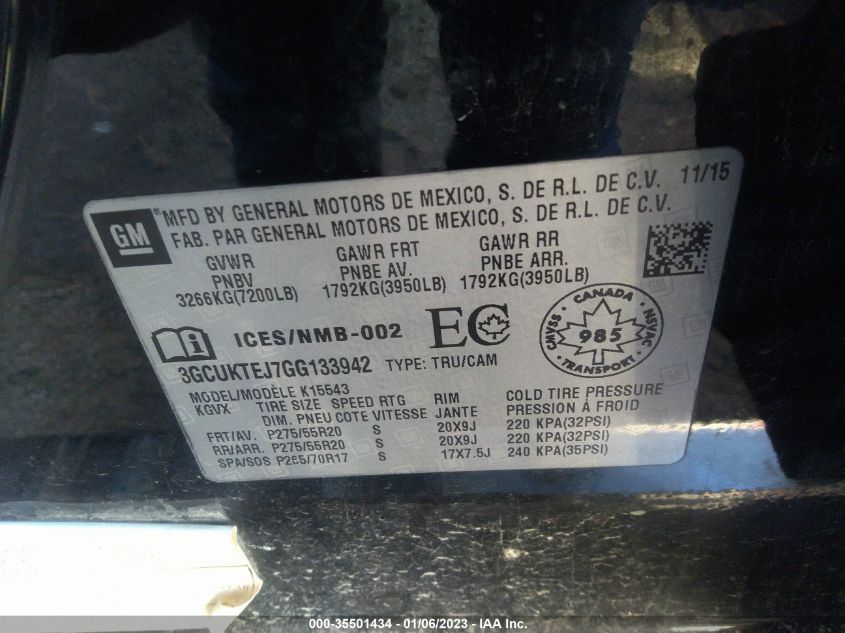 GM® MFD BY GENERAL MOTORS DE MEXICO, S. DE R.L. DE C.V. 11/15
FAB. PAR GENERAL MOTORS DE MEXICO, S. DE R.L. DE C.V.
GVWR GAWR FRT GAWR RR
PNBV PNBE AV. PNBE ARR.
3266KG(7200LB) 1792KG(3950LB) 1792KG(3950LB)
ICES/NMB-002 EC CANADA CMVSS 985 NSVAC TRANSPORT
3GCUKTEJ7GG133942 TYPE: TRU/CAM
MODEL/MODÈLE K15543
KGVX TIRE SIZE SPEED RTG RIM COLD TIRE PRESSURE
DIM. PNEU COTE VITESSE JANTE PRESSION À FROID
FRT/AV. P275/55R20 S 20X9J 220 KPA(32PSI)
RR/ARR. P275/55R20 S 20X9J 220 KPA(32PSI)
SPA/SOS P265/70R17 S 17X7.5J 240 KPA(35PSI)
000-35501434 - 01/06/2023 - IAA Inc.